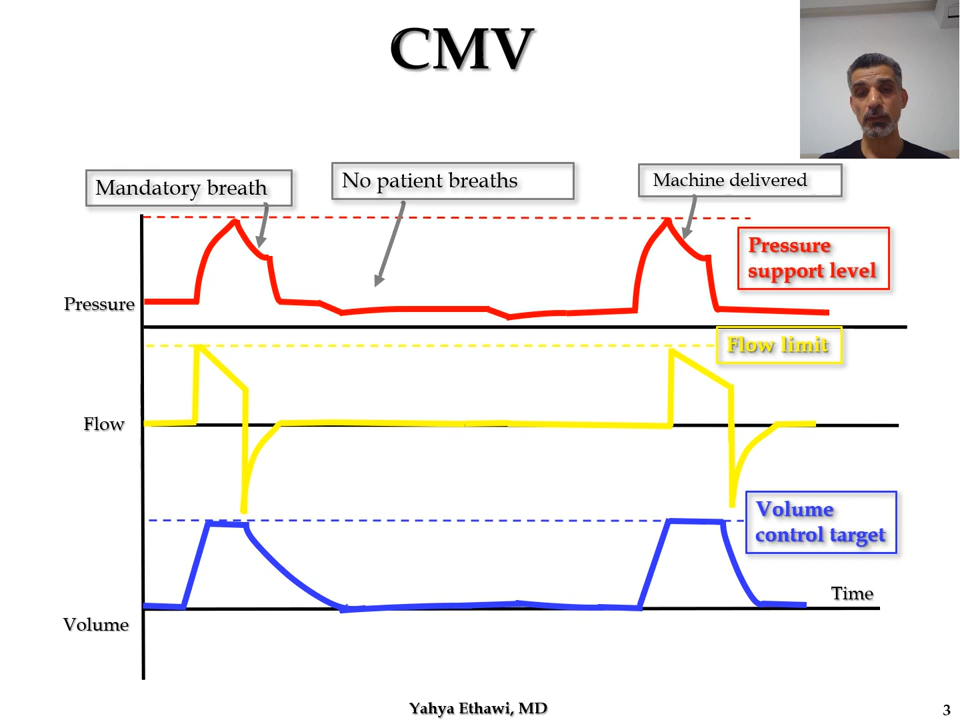 CMV
Mandatory breath
No patient breaths
Machine delivered
Pressure
support level
Pressure
Flow limit
Flow
Volume
control target
Time
Volume
Yahya Ethawi, MD
3